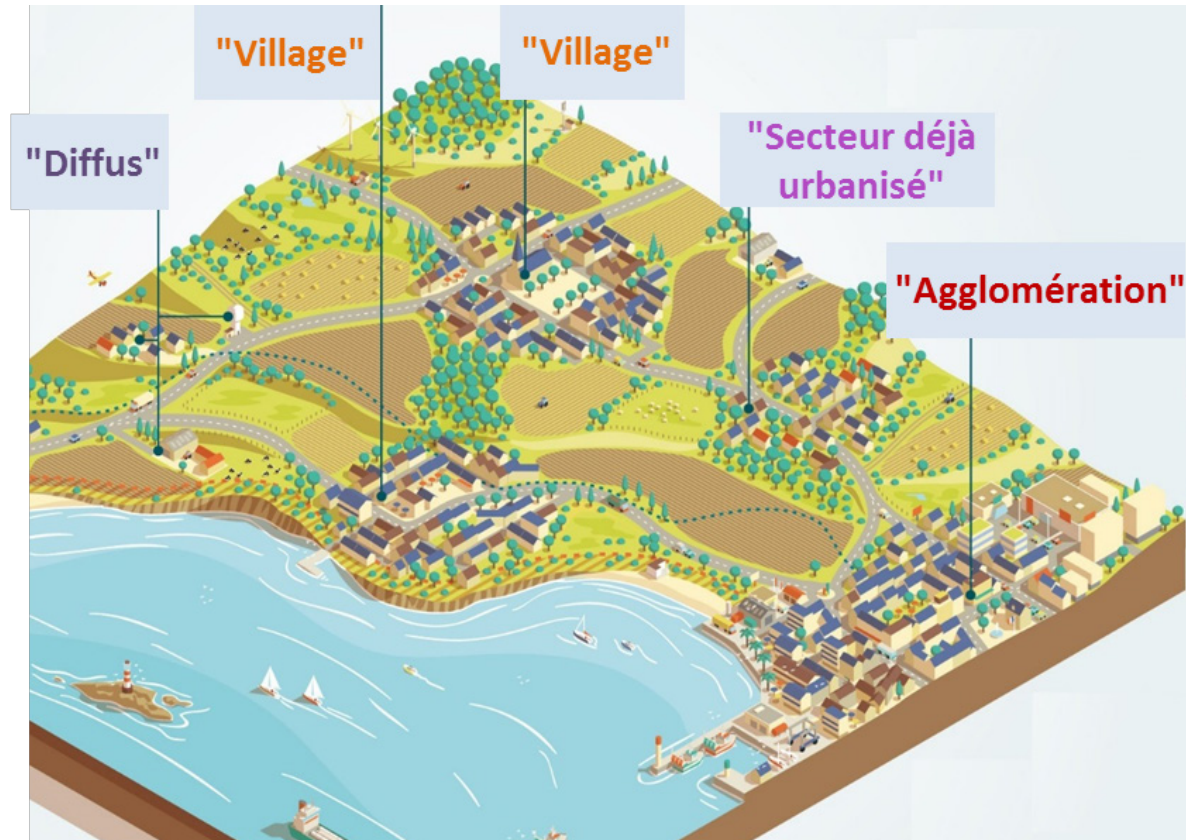 "Village"
"Village"
"Diffus"
"Secteur déjà
urbanisé"
"Agglomération"